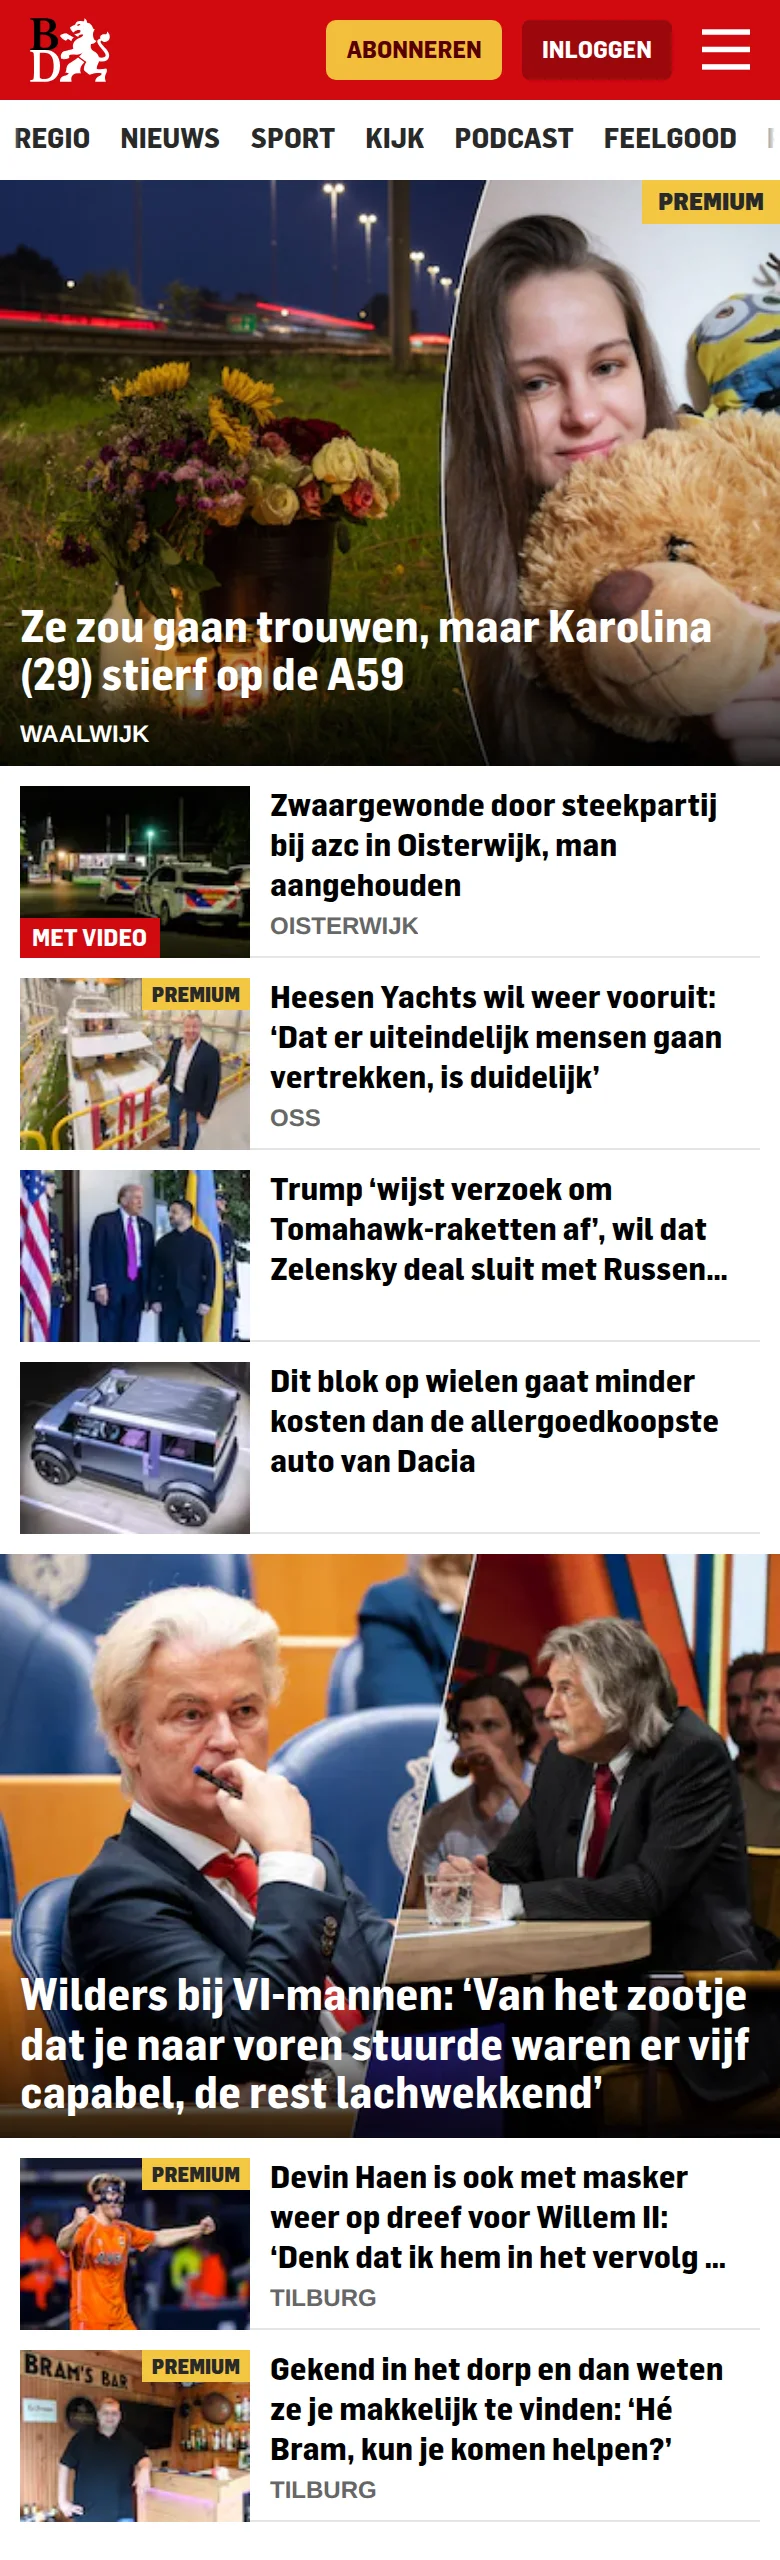 BD
ABONNEREN
INLOGGEN
REGIO NIEUWS SPORT KIJK PODCAST FEELGOOD
PREMIUM
Ze zou gaan trouwen, maar Karolina
(29) stierf op de A59
WAALWIJK
Zwaargewonde door steekpartij
bij azc in Oisterwijk, man
aangehouden
OISTERWIJK
MET VIDEO
PREMIUM
Heesen Yachts wil weer vooruit:
‘Dat er uiteindelijk mensen gaan
vertrekken, is duidelijk’
OSS
Trump ‘wijst verzoek om
Tomahawk-raketten af’, wil dat
Zelensky deal sluit met Russen...
Dit blok op wielen gaat minder
kosten dan de allergoedkoopste
auto van Dacia
Wilders bij VI-mannen: ‘Van het zootje
dat je naar voren stuurde waren er vijf
capabel, de rest lachwekkend’
PREMIUM
Devin Haen is ook met masker
weer op dreef voor Willem II:
‘Denk dat ik hem in het vervolg ...
TILBURG
BRAM'S BAR
PREMIUM
Gekend in het dorp en dan weten
ze je makkelijk te vinden: ‘Hé
Bram, kun je komen helpen?’
TILBURG